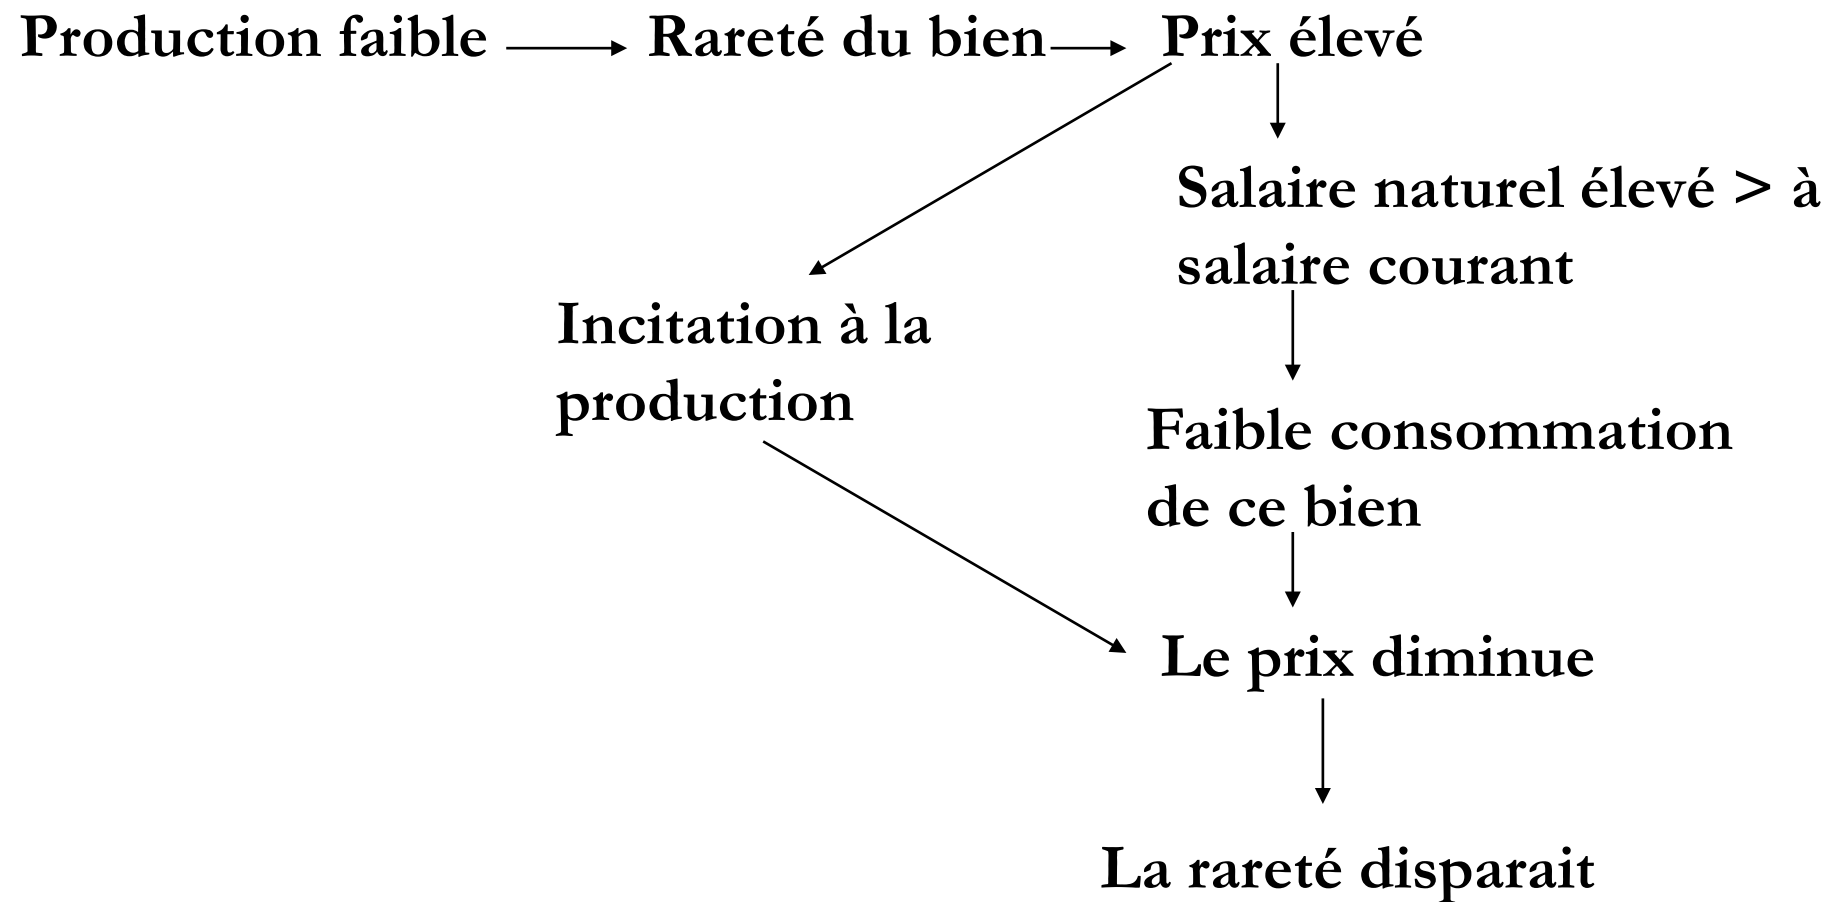 Production faible Rareté du bien Prix élevé
Salaire naturel élevé > à
salaire courant
Incitation à la
production
Faible consommation
de ce bien
Le prix diminue
La rareté disparait